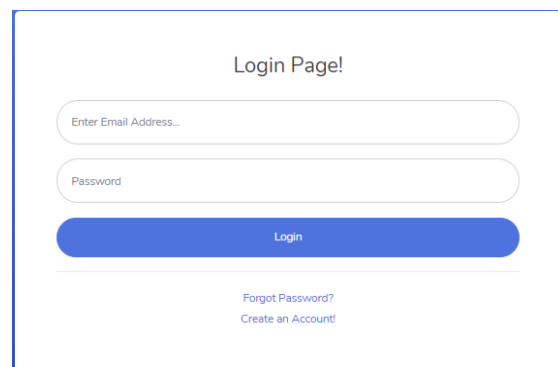 Login Page!
Enter Email Address...
Password
Login
Forgot Password?
Create an Account!